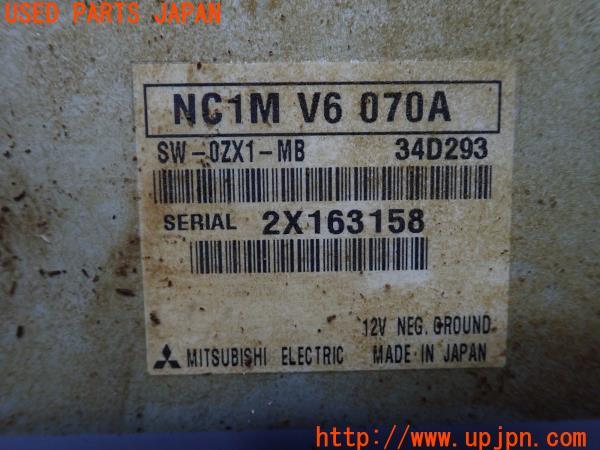 USED PARTS JAPAN
NC1M V6 070A
SW-0ZX1-MB 34D293
SERIAL 2X163158
12V NEG. GROUND
MITSUBISHI ELECTRIC MADE IN JAPAN
http://www.upjpn.com